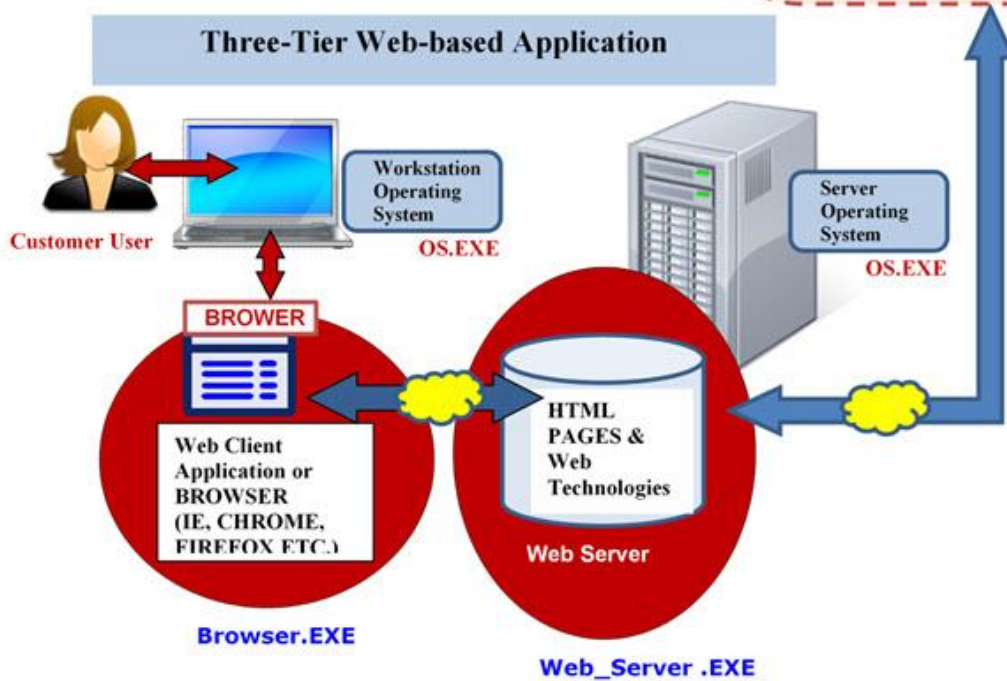 Three-Tier Web-based Application
Workstation
Operating
System
OS.EXE
Server
Operating
System
OS.EXE
Customer User
BROWER
Web Client
Application or
BROWSER
(IE, CHROME,
FIREFOX ETC.)
HTML
PAGES &
Web
Technologies
Web Server
Browser.EXE
Web_Server .EXE